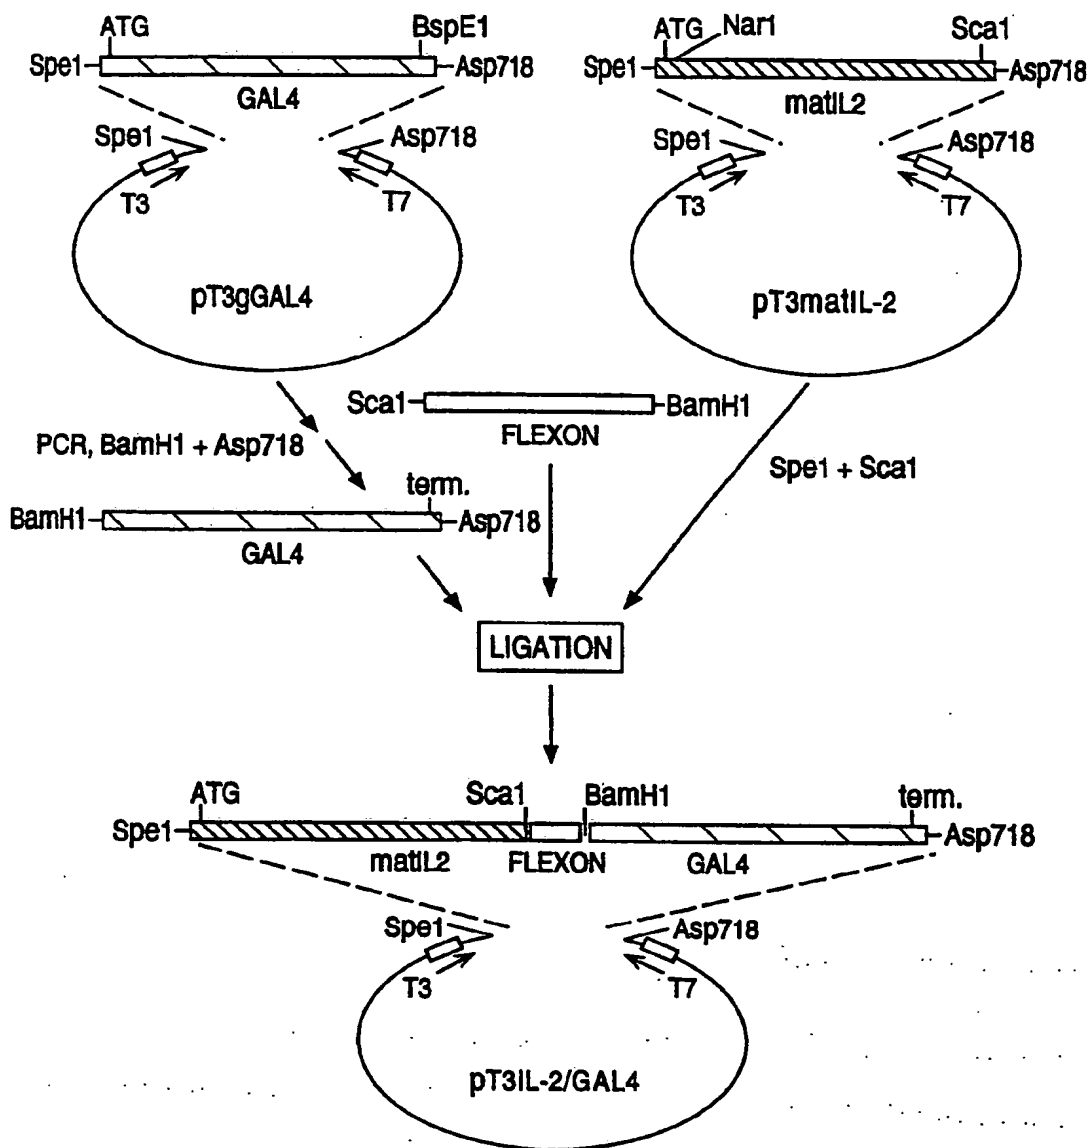 ATG
BspE1
Spe1
Asp718
GAL4
Spe1
Asp718
T3
T7
pT3gGAL4
ATG
Nar1
Sca1
Spe1
Asp718
matIL2
Spe1
Asp718
T3
T7
pT3matIL-2
Sca1
BamH1
FLEXON
PCR, BamH1 + Asp718
Spe1 + Sca1
term.
BamH1
Asp718
GAL4
LIGATION
ATG
Sca1
BamH1
term.
Spe1
Asp718
matIL2
FLEXON
GAL4
Spe1
Asp718
T3
T7
pT3IL-2/GAL4